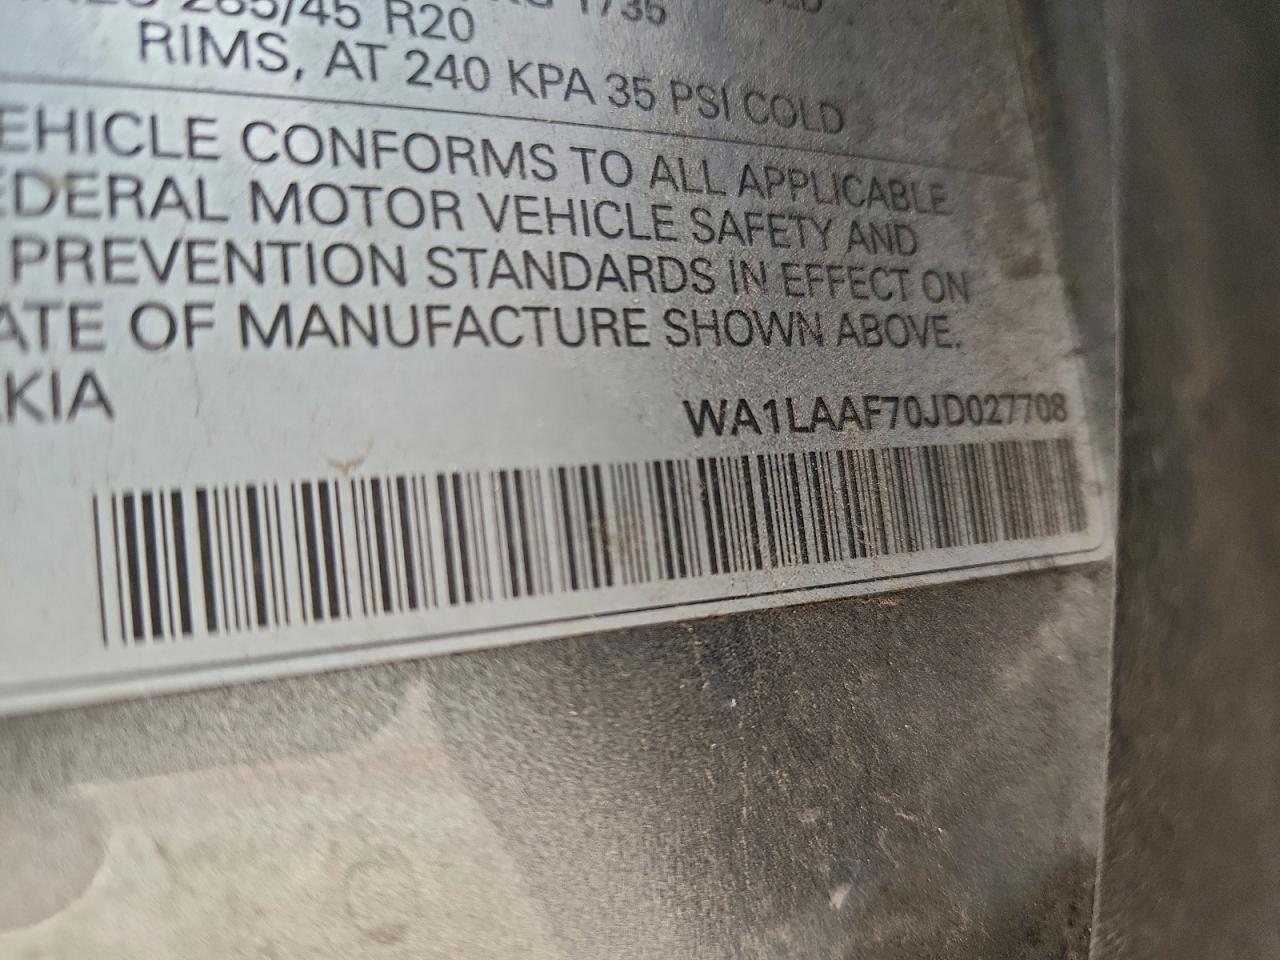 285/45 R20
1735
RIMS, AT 240 KPA 35 PSI COLD
EHICLE CONFORMS TO ALL APPLICABLE
EDERAL MOTOR VEHICLE SAFETY AND
PREVENTION STANDARDS IN EFFECT ON
ATE OF MANUFACTURE SHOWN ABOVE.
KIA
WA1LAAF70JD027708